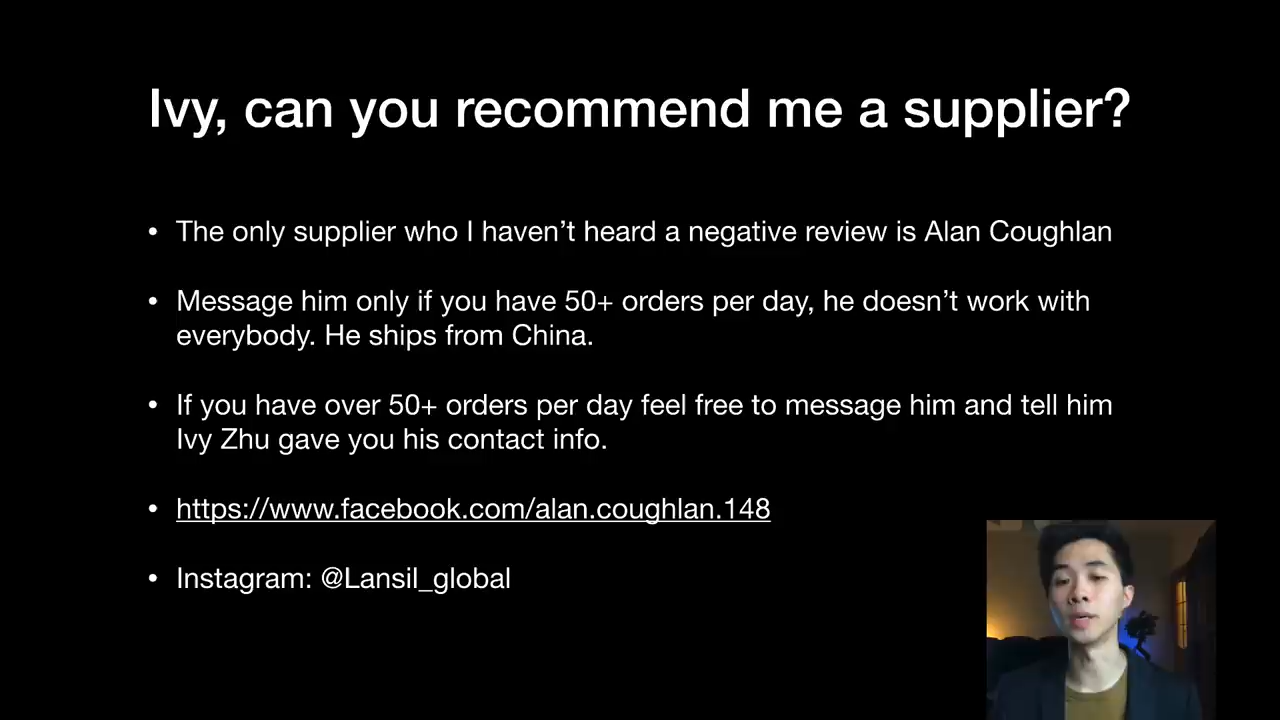 Ivy, can you recommend me a supplier?
• The only supplier who I haven’t heard a negative review is Alan Coughlan
• Message him only if you have 50+ orders per day, he doesn’t work with
everybody. He ships from China.
• If you have over 50+ orders per day feel free to message him and tell him
Ivy Zhu gave you his contact info.
• https://www.facebook.com/alan.coughlan.148
• Instagram: @Lansil_global